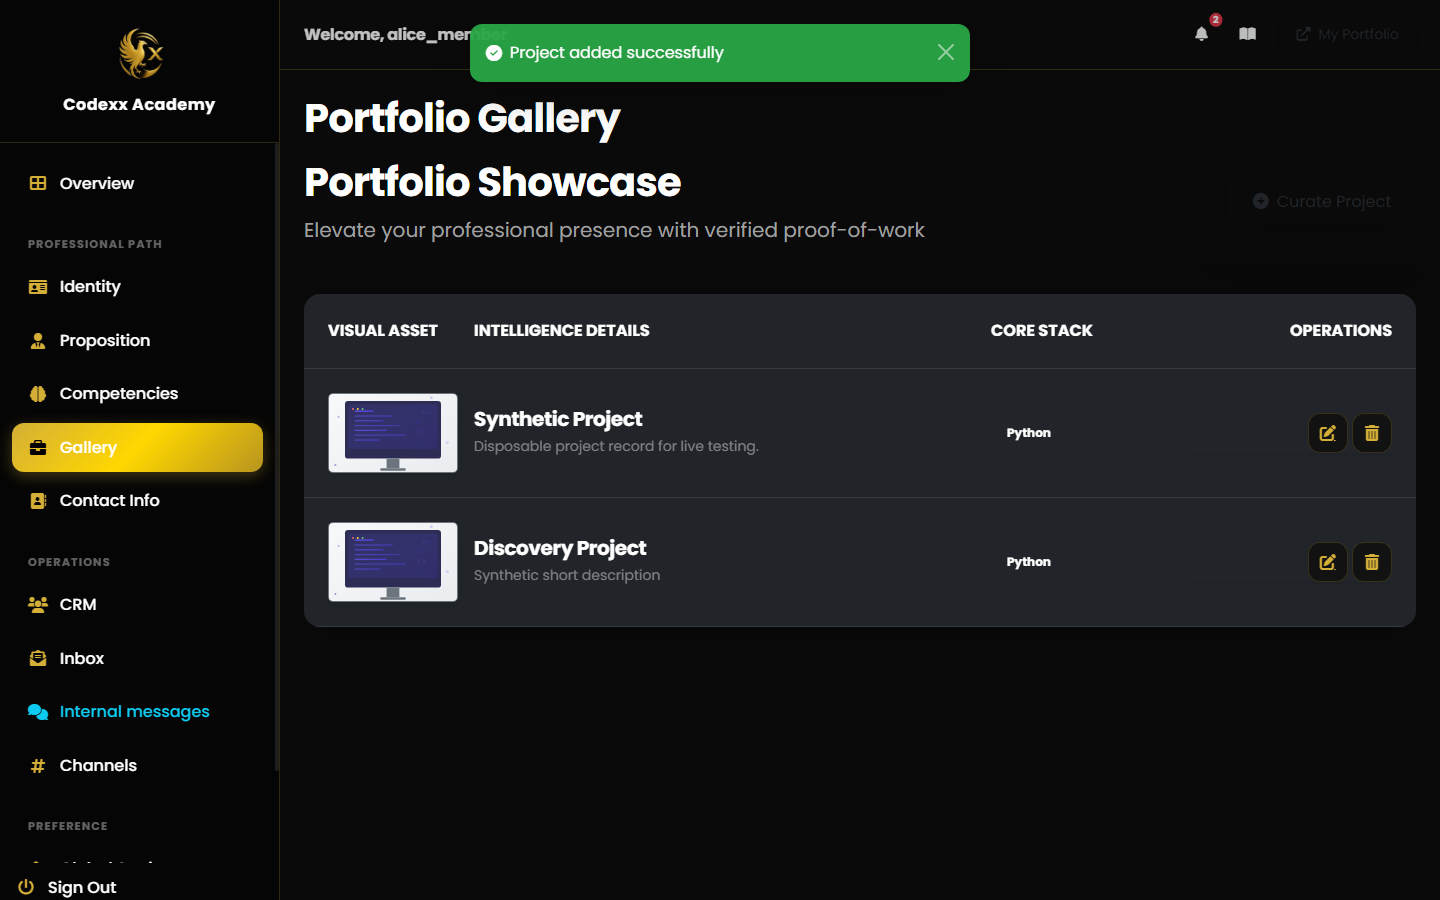 Codexx Academy
Overview
PROFESSIONAL PATH
Identity
Proposition
Competencies
Gallery
Contact Info
OPERATIONS
CRM
Inbox
Internal messages
Channels
PREFERENCE
Sign Out
Welcome, alice_member
Project added successfully
2
My Portfolio
Portfolio Gallery
Portfolio Showcase
Elevate your professional presence with verified proof-of-work
Curate Project
VISUAL ASSET INTELLIGENCE DETAILS CORE STACK OPERATIONS
Synthetic Project
Disposable project record for live testing.
Python
Discovery Project
Synthetic short description
Python